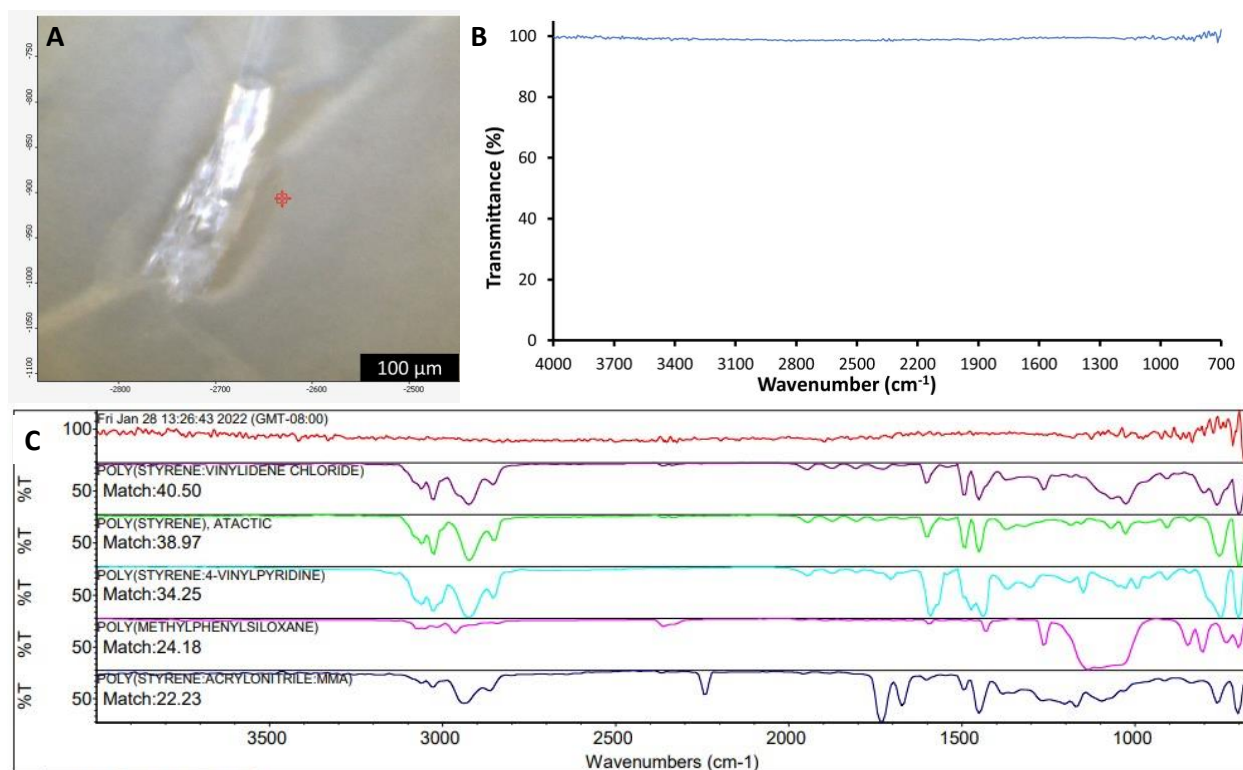 A
-750
-800
-850
-900
-950
-1000
-1050
-1100
-2800
-2700
-2600
-2500
100 µm
B
Transmittance (%)
100
80
60
40
20
0
4000 3700 3400 3100 2800 2500 2200 1900 1600 1300 1000 700
Wavenumber (cm-1)
C
Fri Jan 28 13:26:43 2022 (GMT-08:00)
100
POLY(STYRENE:VINYLIDENE CHLORIDE)
%T
50
Match:40.50
POLY(STYRENE), ATACTIC
%T
50
Match:38.97
POLY(STYRENE:4-VINYLPYRIDINE)
%T
50
Match:34.25
POLY(METHYLPHENYLSILOXANE)
%T
50
Match:24.18
POLY(STYRENE:ACRYLONITRILE:MMA)
%T
50
Match:22.23
3500 3000 2500 2000 1500 1000
Wavenumbers (cm-1)